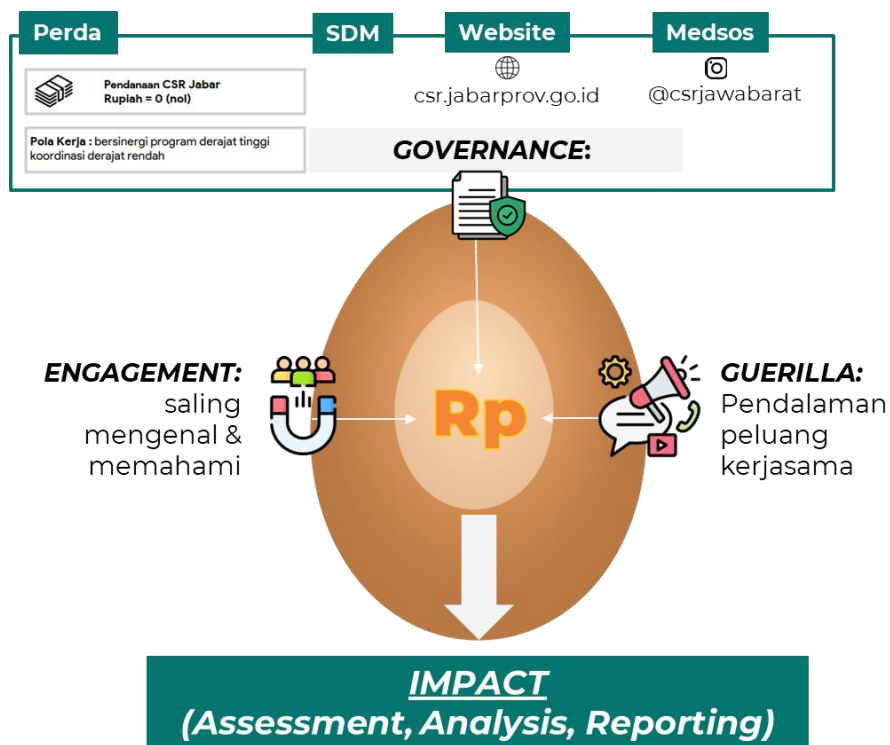 Perda
SDM
Website
Medsos
Pendanaan CSR Jabar
Rupiah = 0 (nol)
csr.jabarprov.go.id
@csrjawabarat
Pola Kerja : bersinergi program derajat tinggi
koordinasi derajat rendah
GOVERNANCE:
ENGAGEMENT:
saling
mengenal &
memahami
Rp
GUERILLA:
Pendalaman
peluang
kerjasama
IMPACT
(Assessment, Analysis, Reporting)